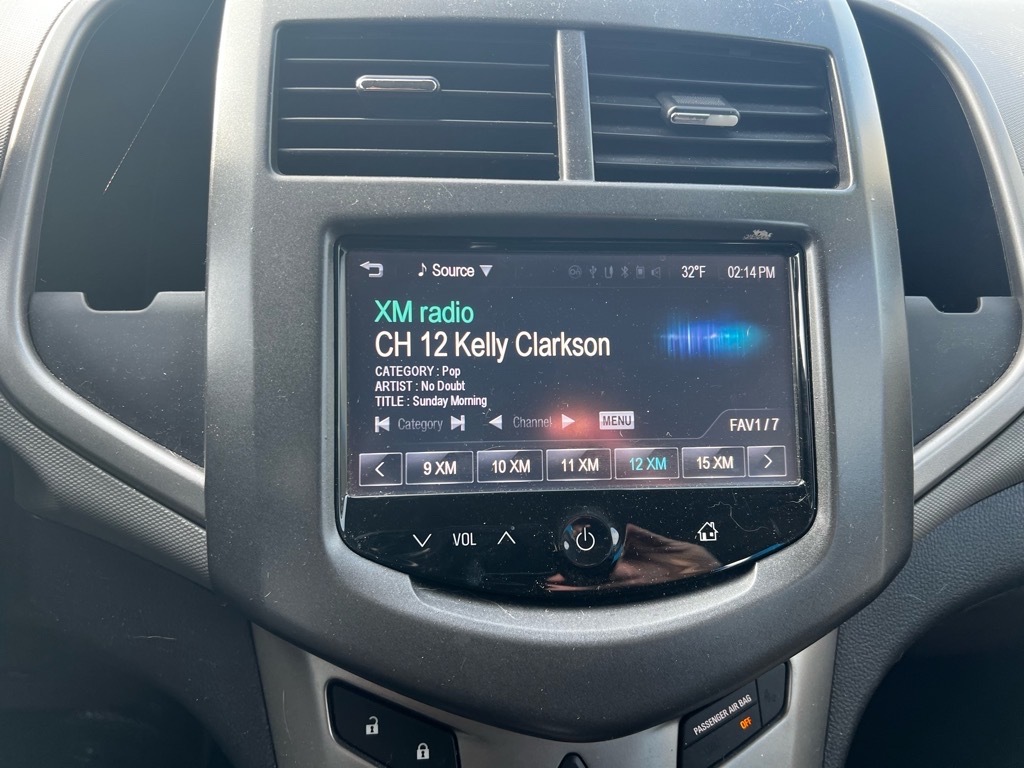 Source 32°F 02:14 PM
XM radio
CH 12 Kelly Clarkson
CATEGORY : Pop
ARTIST : No Doubt
TITLE : Sunday Morning
Category Channel MENU FAV1 / 7
< 9 XM 10 XM 11 XM 12 XM 15 XM >
VOL
PASSENGER AIR BAG
OFF